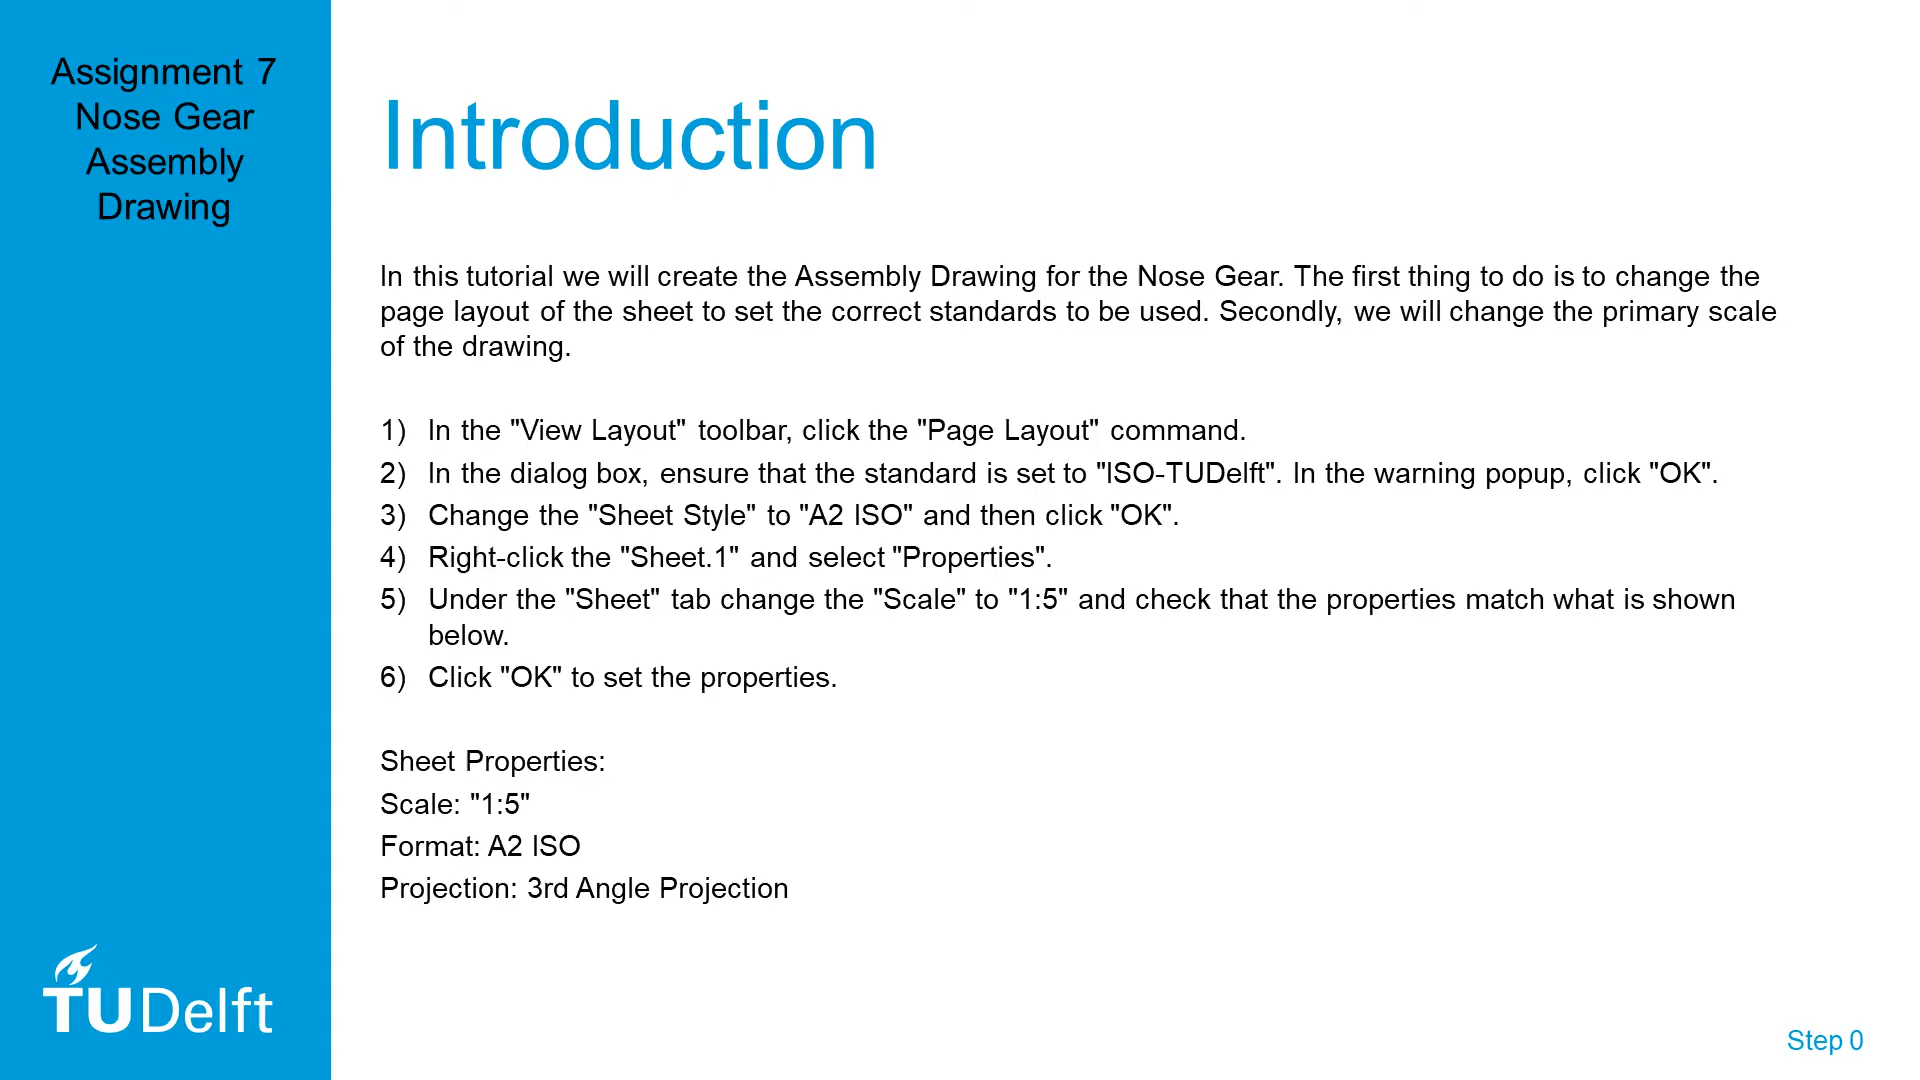 Assignment 7
Nose Gear
Assembly
Drawing
Introduction
In this tutorial we will create the Assembly Drawing for the Nose Gear. The first thing to do is to change the
page layout of the sheet to set the correct standards to be used. Secondly, we will change the primary scale
of the drawing.
1) In the "View Layout" toolbar, click the "Page Layout" command.
2) In the dialog box, ensure that the standard is set to "ISO-TUDelft". In the warning popup, click "OK".
3) Change the "Sheet Style" to "A2 ISO" and then click "OK".
4) Right-click the "Sheet.1" and select "Properties".
5) Under the "Sheet" tab change the "Scale" to "1:5" and check that the properties match what is shown
below.
6) Click "OK" to set the properties.
Sheet Properties:
Scale: "1:5"
Format: A2 ISO
Projection: 3rd Angle Projection
TUDelft
Step 0